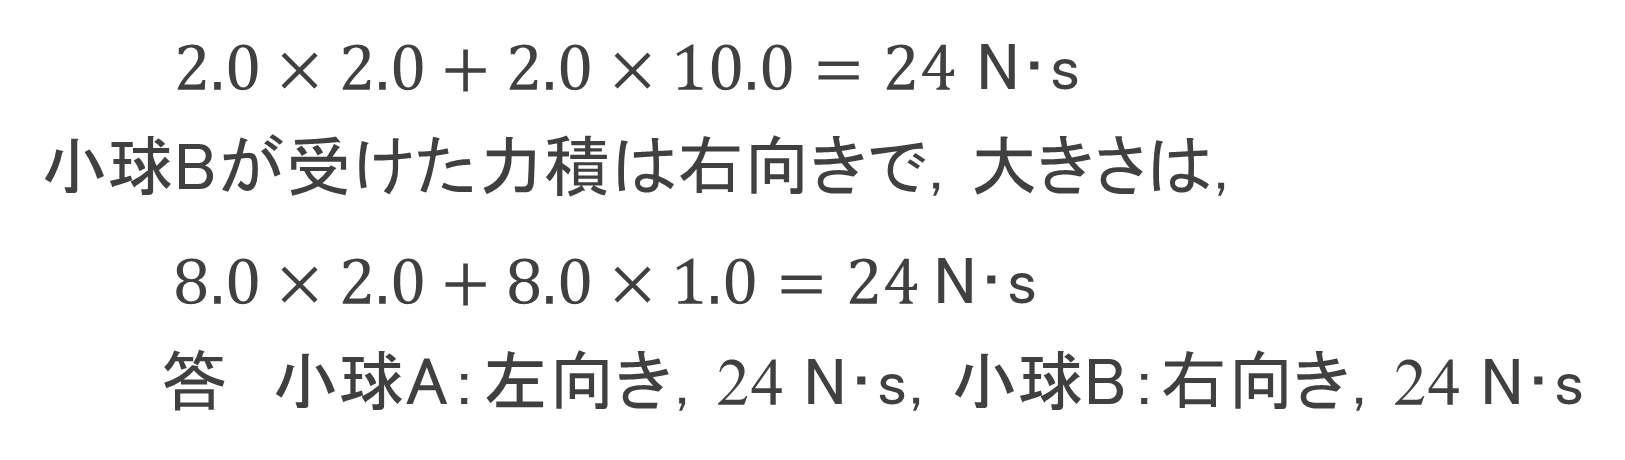 2.0 × 2.0 + 2.0 × 10.0 = 24 N･s
小球Bが受けた力積は右向きで，大きさは，
8.0 × 2.0 + 8.0 × 1.0 = 24 N･s
答　小球A：左向き，24 N･s，小球B：右向き，24 N･s